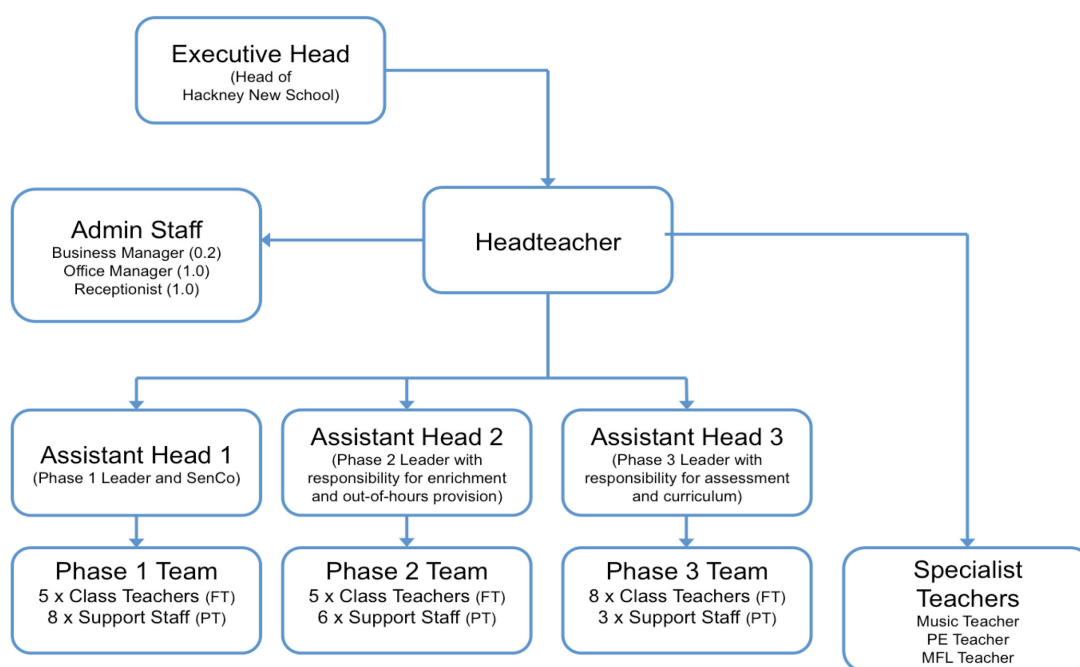 Executive Head
(Head of
Hackney New School)
Admin Staff
Business Manager (0.2)
Office Manager (1.0)
Receptionist (1.0)
Headteacher
Assistant Head 1
(Phase 1 Leader and SenCo)
Assistant Head 2
(Phase 2 Leader with
responsibility for enrichment
and out-of-hours provision)
Assistant Head 3
(Phase 3 Leader with
responsibility for assessment
and curriculum)
Phase 1 Team
5 x Class Teachers (FT)
8 x Support Staff (PT)
Phase 2 Team
5 x Class Teachers (FT)
6 x Support Staff (PT)
Phase 3 Team
8 x Class Teachers (FT)
3 x Support Staff (PT)
Specialist
Teachers
Music Teacher
PE Teacher
MFL Teacher